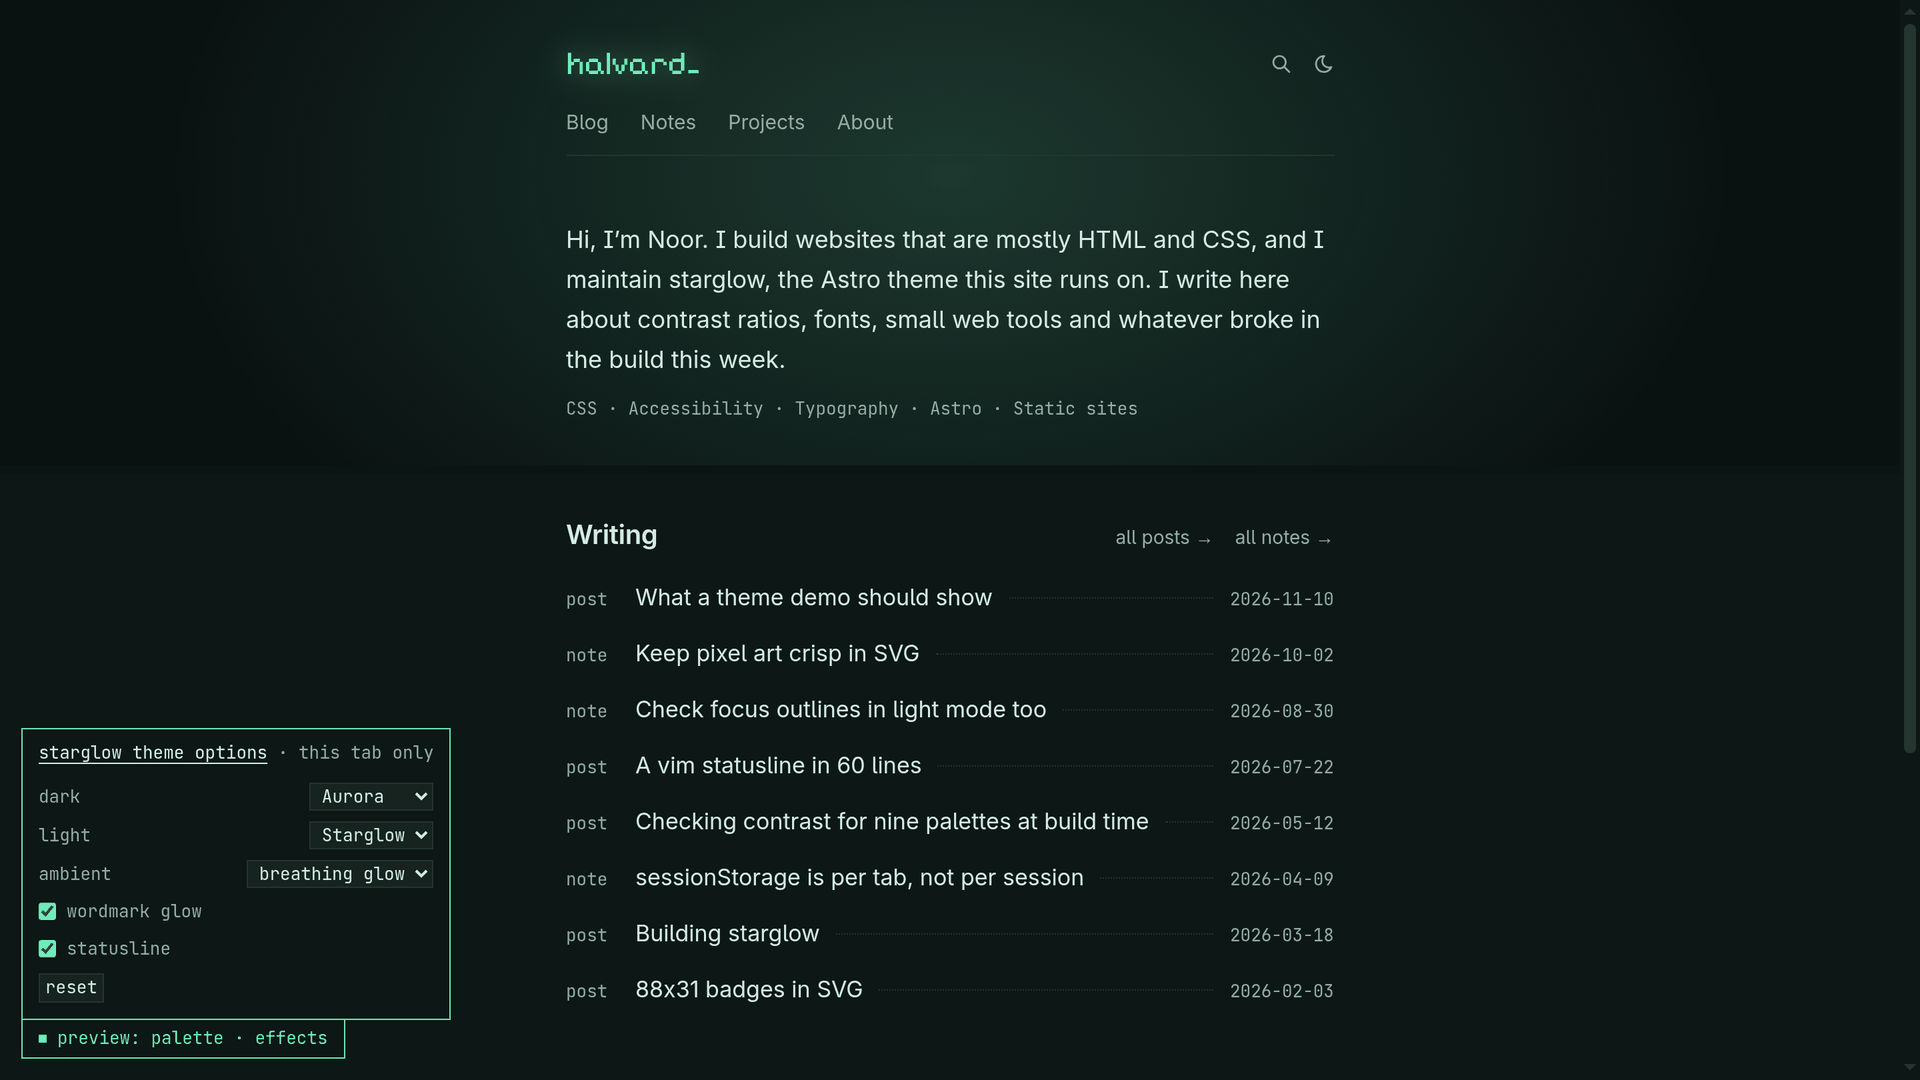 halvard_
Blog Notes Projects About
Hi, I’m Noor. I build websites that are mostly HTML and CSS, and I
maintain starglow, the Astro theme this site runs on. I write here
about contrast ratios, fonts, small web tools and whatever broke in
the build this week.
CSS · Accessibility · Typography · Astro · Static sites
Writing all posts → all notes →
post What a theme demo should show 2026-11-10
note Keep pixel art crisp in SVG 2026-10-02
note Check focus outlines in light mode too 2026-08-30
post A vim statusline in 60 lines 2026-07-22
post Checking contrast for nine palettes at build time 2026-05-12
note sessionStorage is per tab, not per session 2026-04-09
post Building starglow 2026-03-18
post 88x31 badges in SVG 2026-02-03
starglow theme options · this tab only
dark Aurora
light Starglow
ambient breathing glow
wordmark glow
statusline
reset
preview: palette · effects